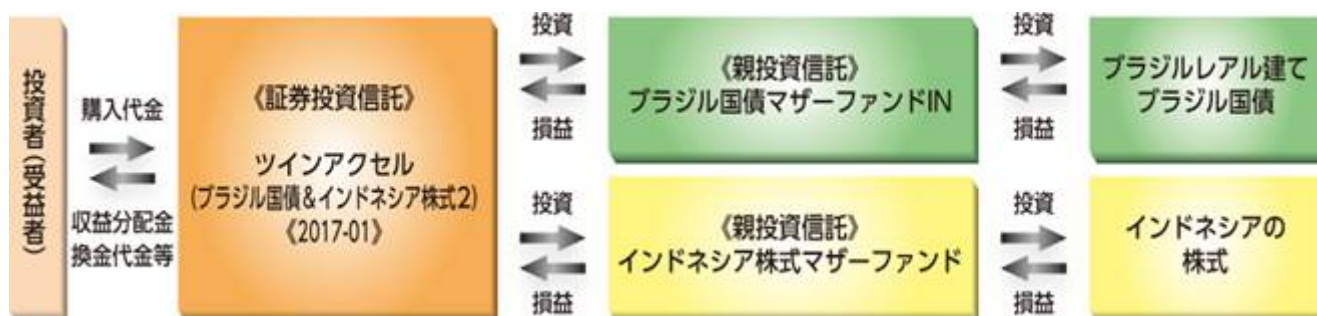 投資者(受益者)
購入代金
収益分配金
換金代金等
《証券投資信託》
ツインアクセル
(ブラジル国債&インドネシア株式2)
《2017-01》
投資
損益
《親投資信託》
ブラジル国債マザーファンドIN
投資
損益
ブラジルレアル建て
ブラジル国債
投資
損益
《親投資信託》
インドネシア株式マザーファンド
投資
損益
インドネシアの
株式